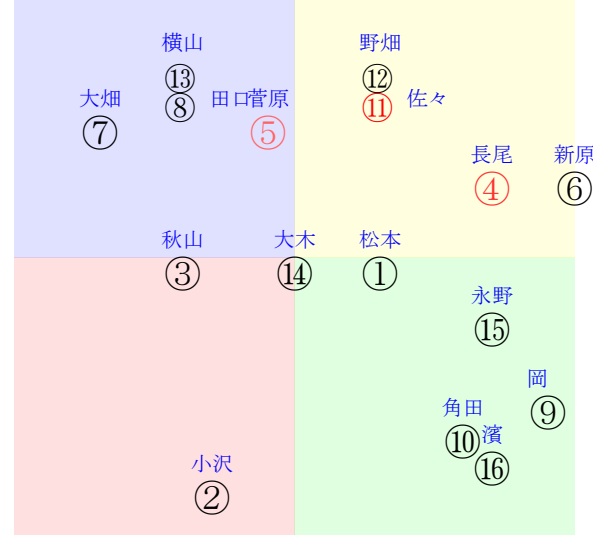 横山
野畑
⑬
⑫
大畑
田口
菅原
佐々
⑧
⑪
⑦
⑤
長尾
新原
④
⑥
秋山
大木
松本
③
⑭
①
永野
⑮
岡
⑨
角田
濱
⑩
⑯
小沢
②